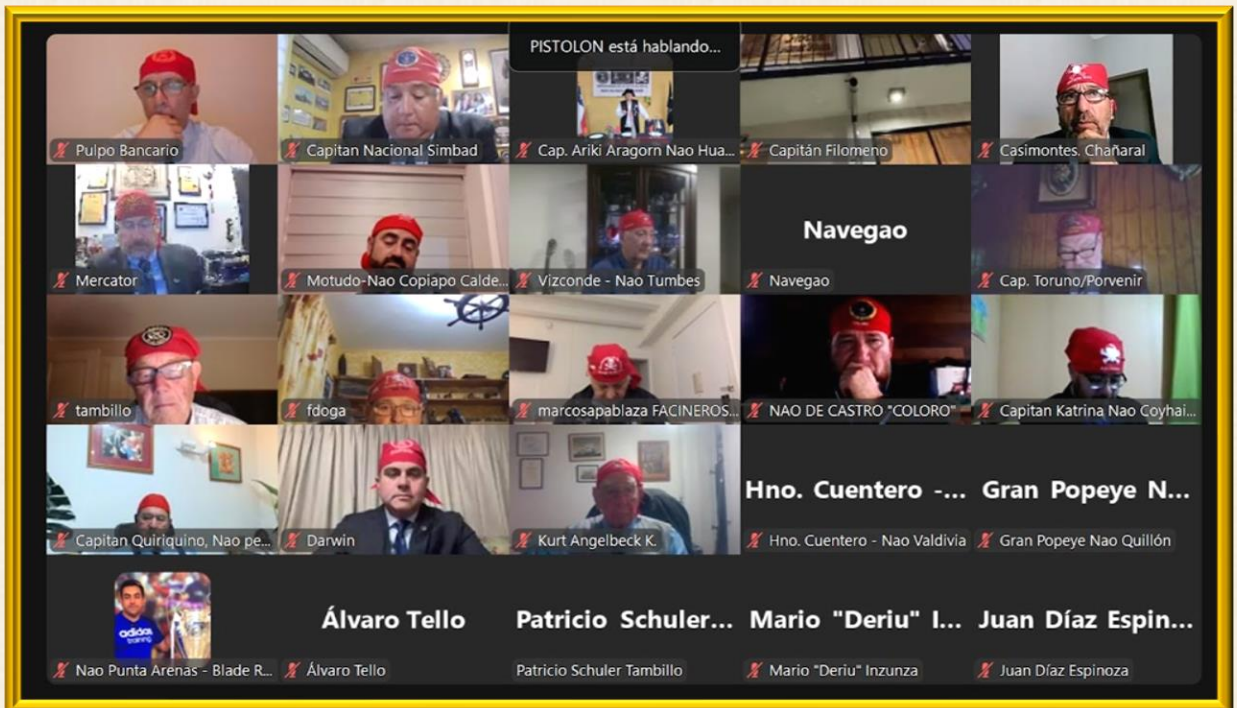 PISTOLON está hablando...
Pulpo Bancario
Capitan Nacional Simbad
Cap. Ariki Aragorn Nao Hua...
Capitán Filomeno
Casimontes. Chañaral
Mercator
Motudo-Nao Copiapo Calde...
Vizconde - Nao Tumbes
Navegao
Navegao
Cap. Toruno/Porvenir
tambillo
fdoga
marcosapablaza FACINEROS...
NAO DE CASTRO "COLORO"
Capitan Katrina Nao Coyhai...
Capitan Quiriquino, Nao pe...
Darwin
Kurt Angelbeck K.
Hno. Cuentero -...
Hno. Cuentero - Nao Valdivia
Gran Popeye N...
Gran Popeye Nao Quillón
adidas
training
Nao Punta Arenas - Blade R...
Álvaro Tello
Álvaro Tello
Patricio Schuler...
Patricio Schuler Tambillo
Mario "Deriu" I...
Mario "Deriu" Inzunza
Juan Díaz Espin...
Juan Díaz Espinoza